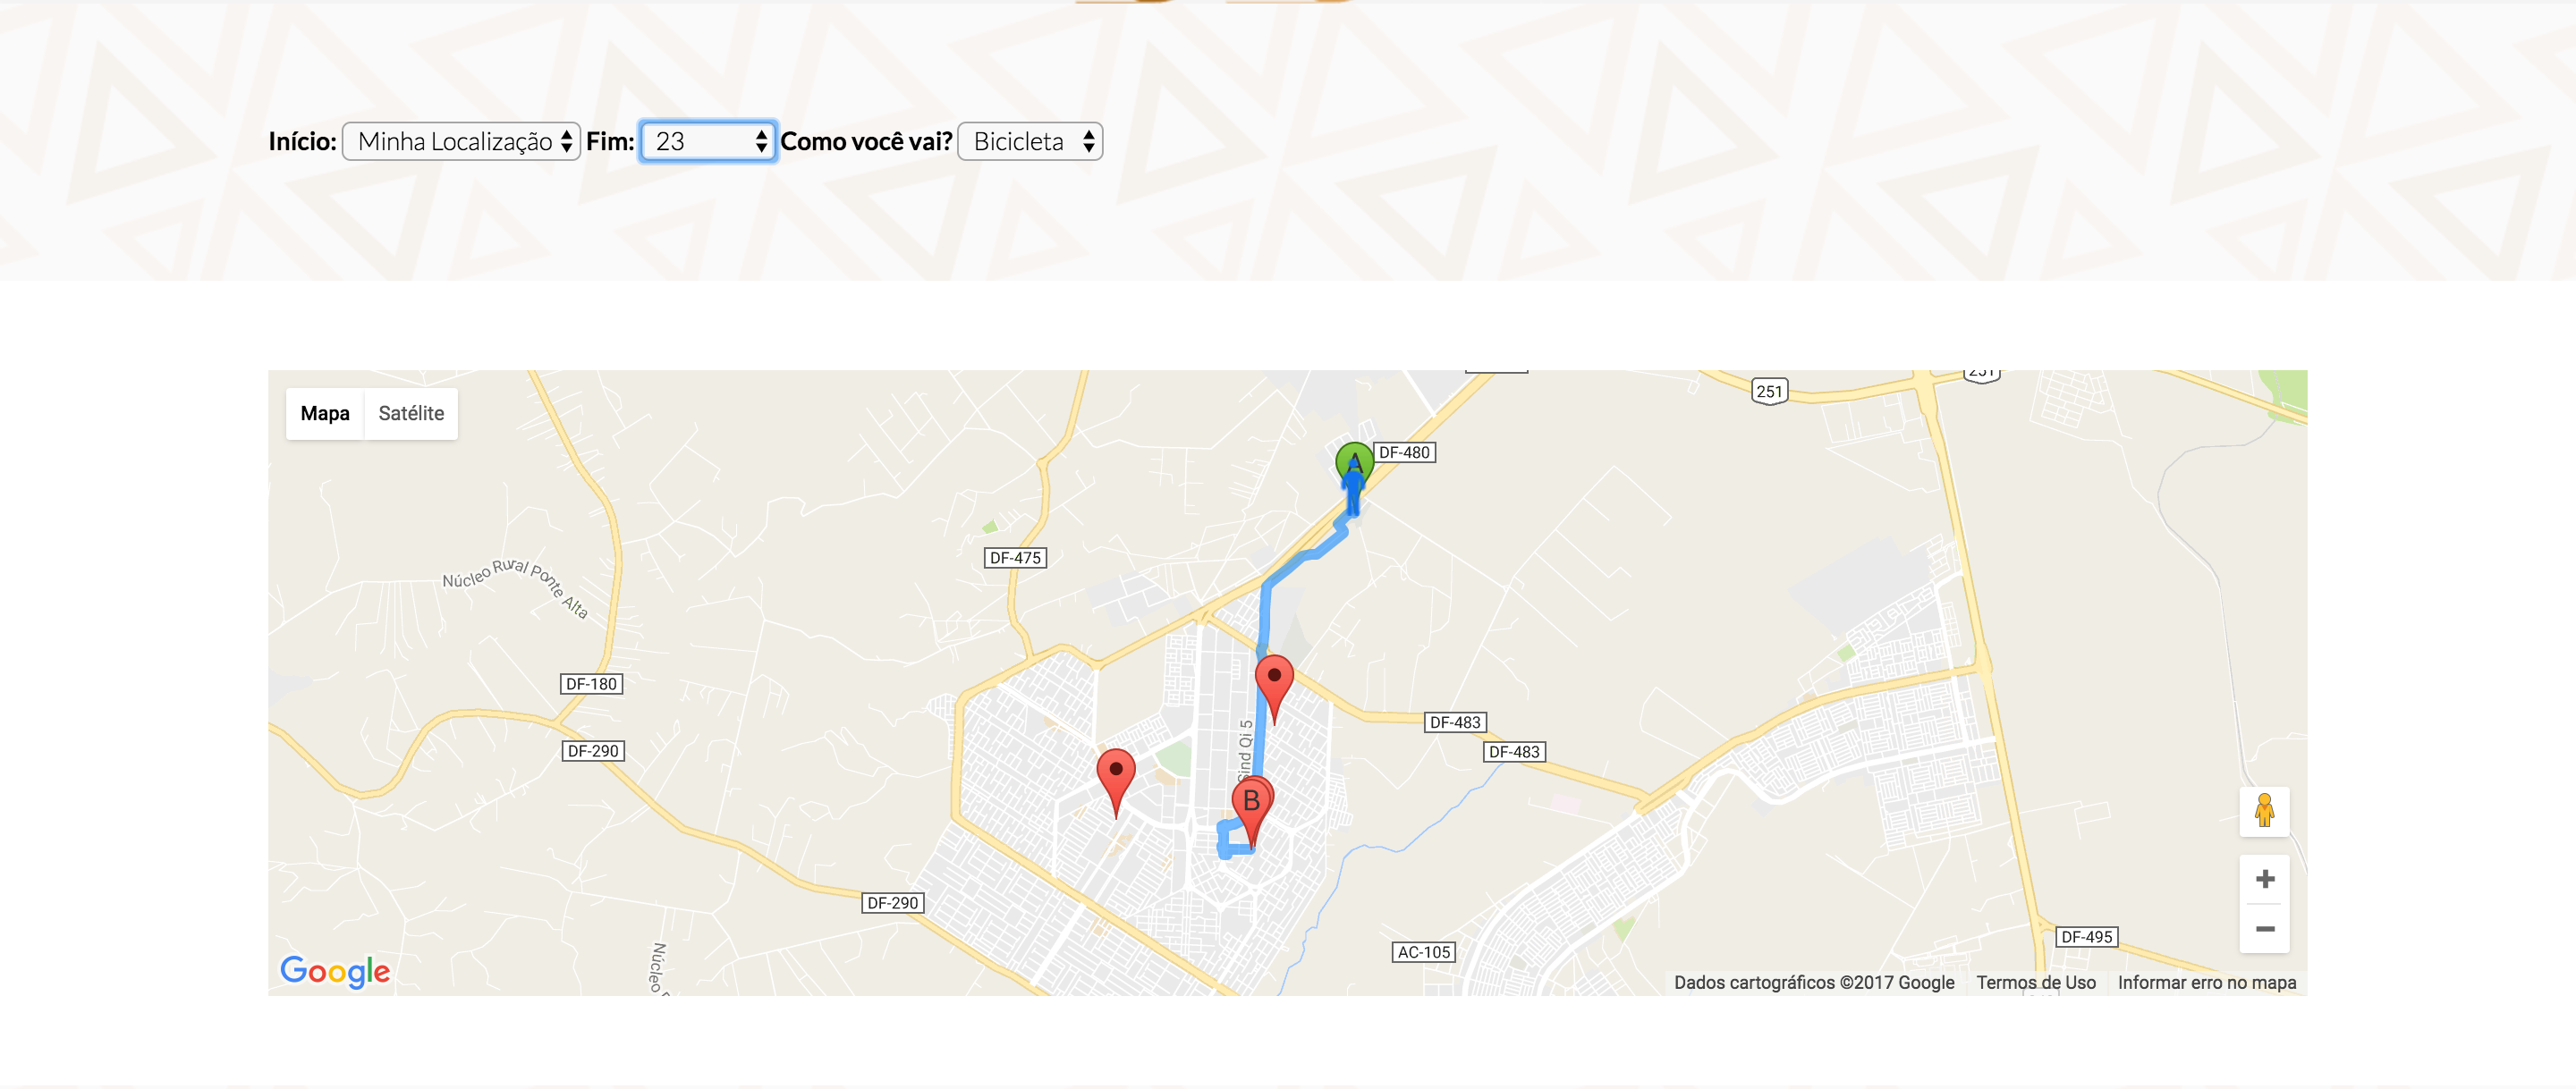 Início: Minha Localização Fim: 23 Como você vai? Bicicleta
251
251
Mapa Satélite
A
DF-480
DF-475
Núcleo Rural Ponte Alta
DF-180
DF-483
Sind Qi 5
DF-290
DF-483
B
DF-290
DF-495
AC-105
Núcleo
Google
Dados cartográficos ©2017 Google Termos de Uso Informar erro no mapa